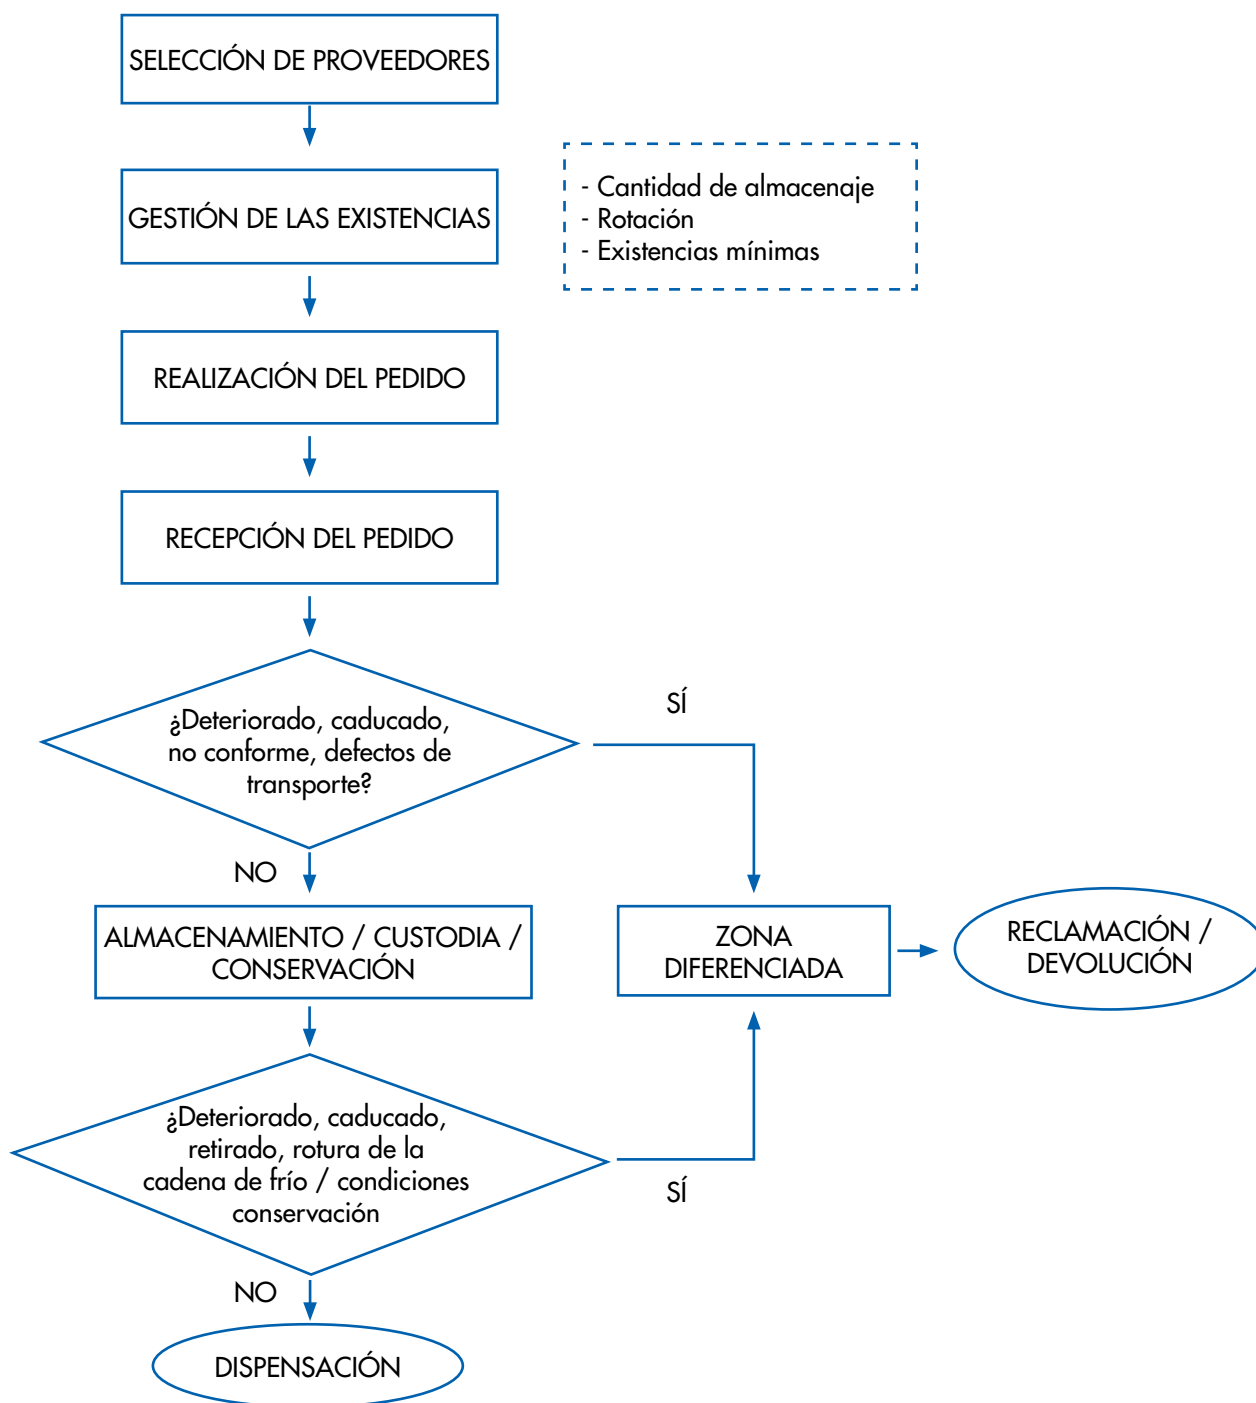 SELECCIÓN DE PROVEEDORES
GESTIÓN DE LAS EXISTENCIAS
- Cantidad de almacenaje
- Rotación
- Existencias mínimas
REALIZACIÓN DEL PEDIDO
RECEPCIÓN DEL PEDIDO
¿Deteriorado, caducado,
no conforme, defectos de
transporte?
SÍ
NO
ALMACENAMIENTO / CUSTODIA /
CONSERVACIÓN
ZONA
DIFERENCIADA
RECLAMACIÓN /
DEVOLUCIÓN
¿Deteriorado, caducado,
retirado, rotura de la
cadena de frío / condiciones
conservación
SÍ
NO
DISPENSACIÓN